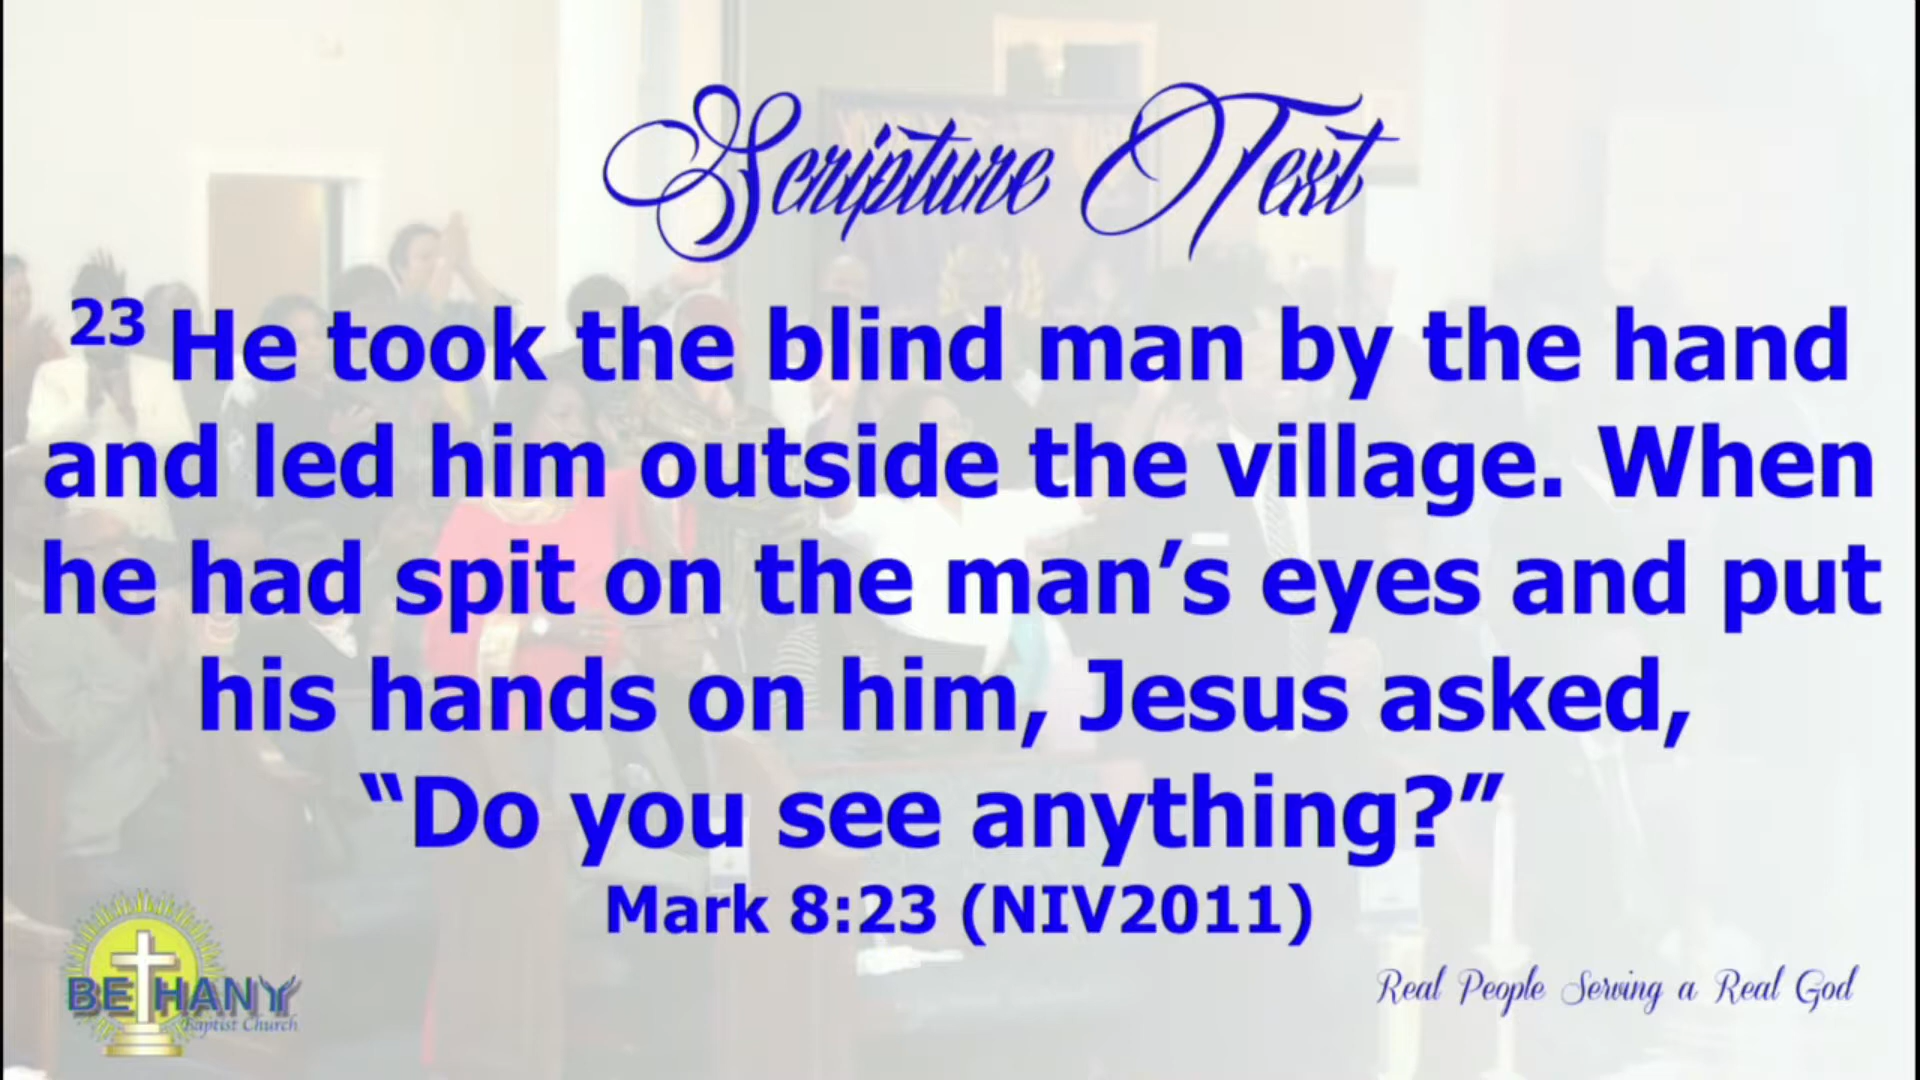 Scripture Text
23 He took the blind man by the hand
and led him outside the village. When
he had spit on the man’s eyes and put
his hands on him, Jesus asked,
“Do you see anything?”
Mark 8:23 (NIV2011)
BETHANY
Baptist Church
Real People Serving a Real God